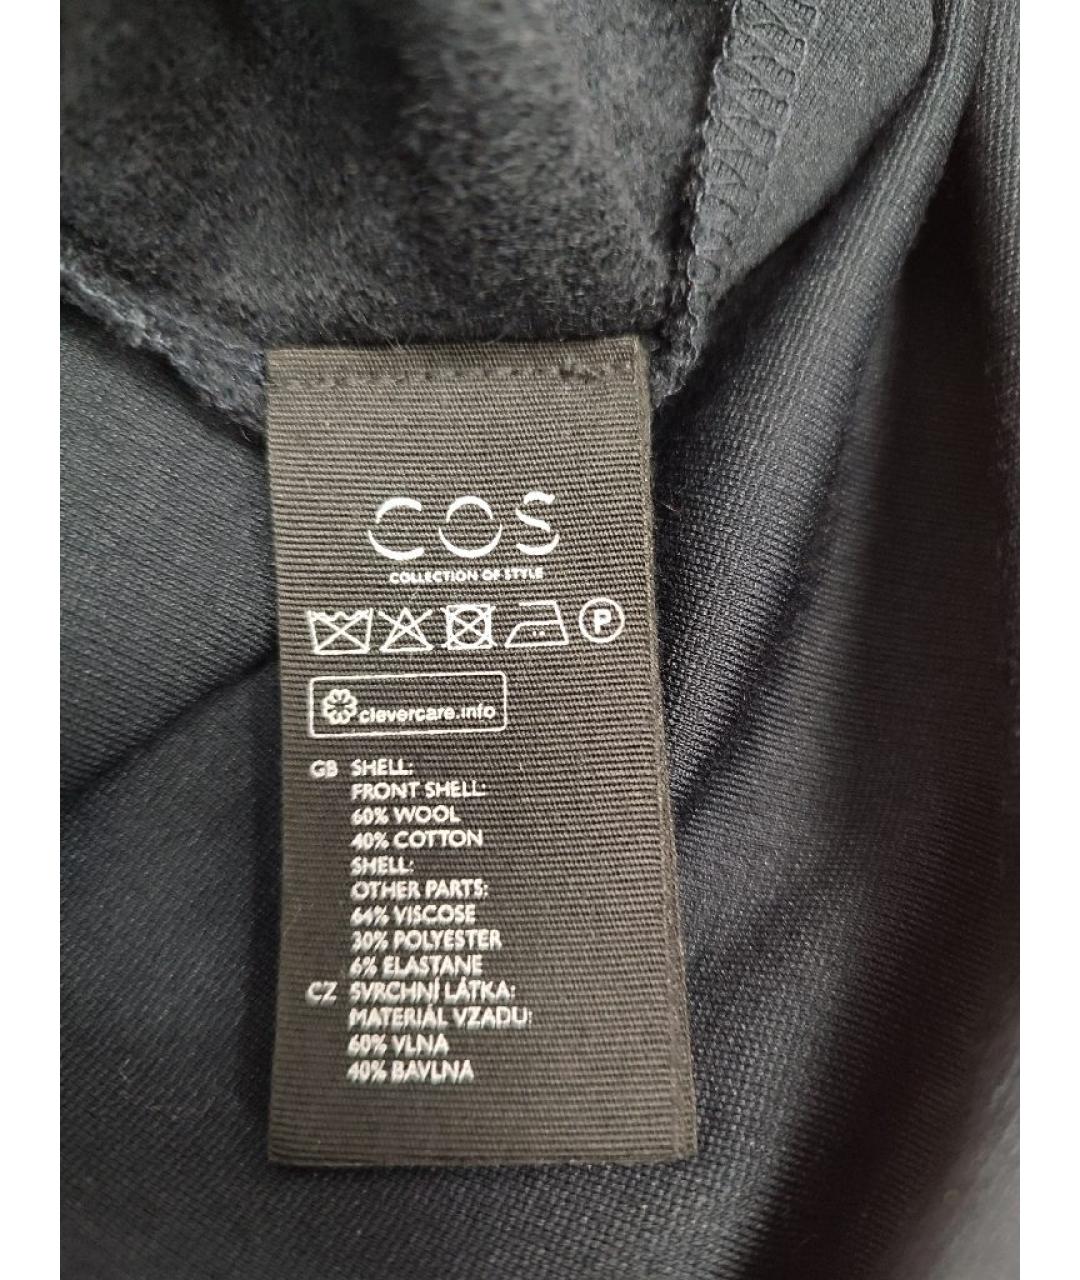 COS
COLLECTION OF STYLE
P
clevercare.info
GB SHELL:
FRONT SHELL:
60% WOOL
40% COTTON
SHELL:
OTHER PARTS:
64% VISCOSE
30% POLYESTER
6% ELASTANE
CZ SVRCHNÍ LÁTKA:
MATERIÁL VZADU:
60% VLNA
40% BAVLNA